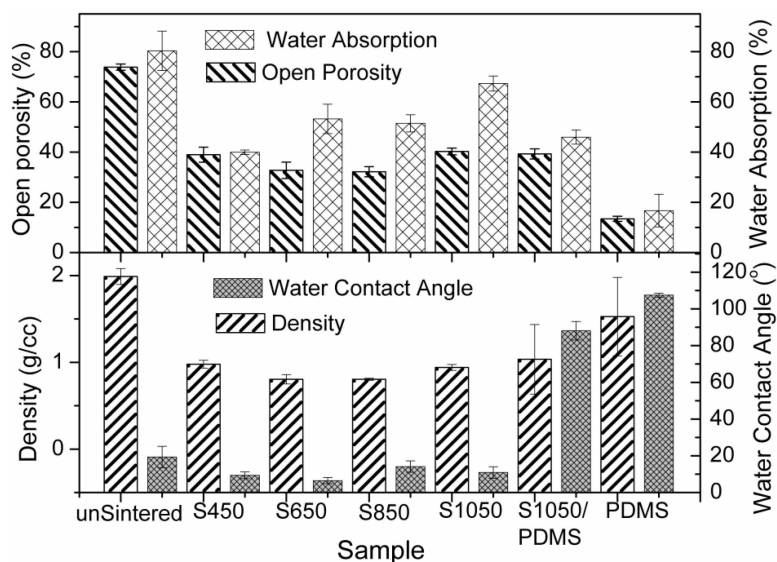 Open porosity (%)
80
60
40
20
0
Water Absorption
Open Porosity
80
60
40
20
0
Water Absorption (%)
Density (g/cc)
2
1
0
Water Contact Angle
Density
120
100
80
60
40
20
0
Water Contact Angle (°)
unSintered S450 S650 S850 S1050 S1050/ PDMS
PDMS
Sample